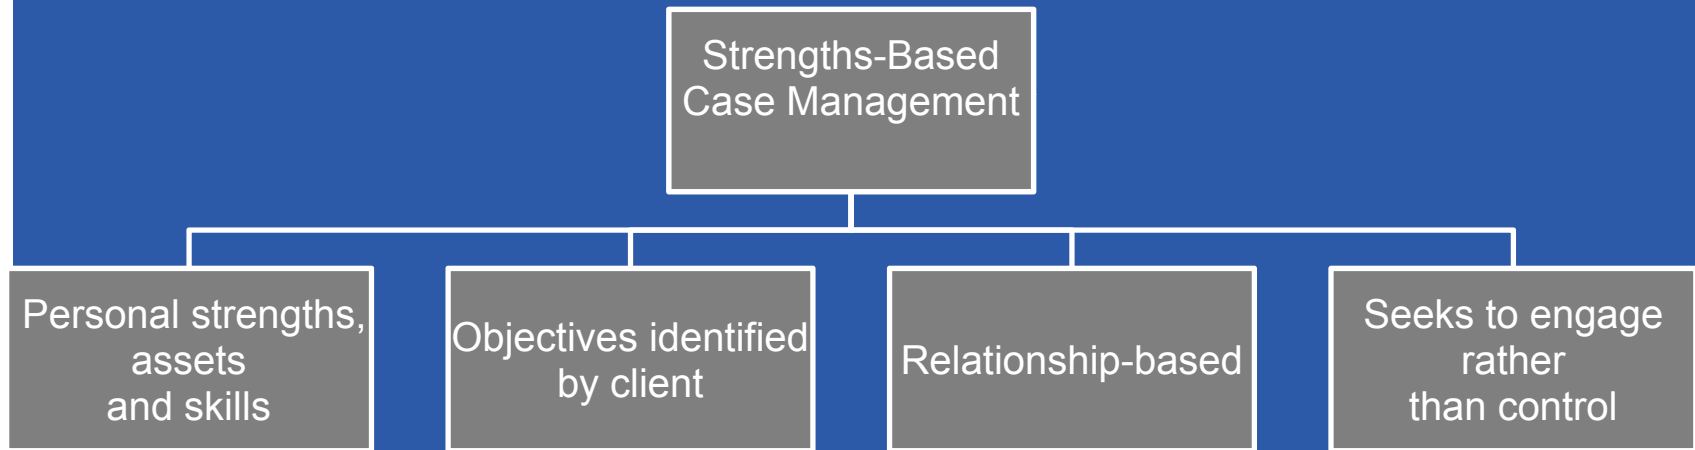 Strengths-Based
Case Management
Personal strengths,
assets
and skills
Objectives identified
by client
Relationship-based
Seeks to engage
rather
than control